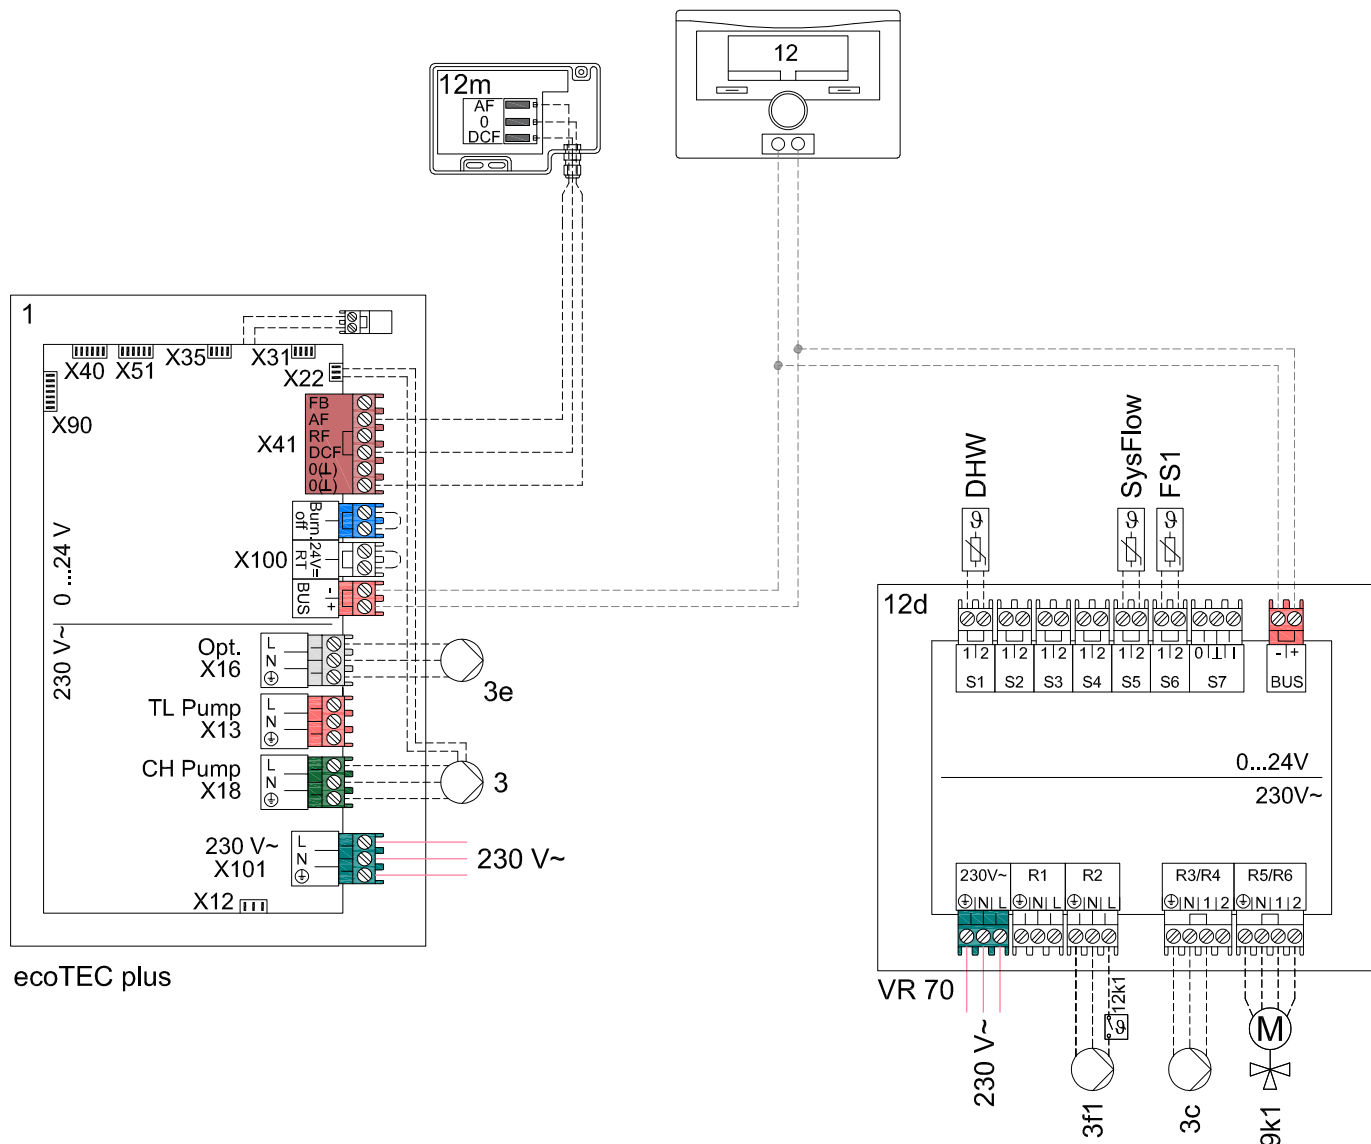 12
12m
AF
0
DCF
1
X40
X51
X35
X31
X22
X90
FB
AF
X41
RF
DCF
0(⊥)
0(⊥)
Burn.
off
X100
24V=
RT
BUS
- +
0 ...24 V
230 V~
Opt.
X16
L
N
3e
TL Pump
X13
L
N
CH Pump
X18
L
N
3
230 V~
X101
L
N
230 V~
X12
ecoTEC plus
DHW
SysFlow
FS1
ϑ
ϑ
ϑ
12d
1|2
1|2
1|2
1|2
1|2
1|2
0|⊥|I
-|+
S1
S2
S3
S4
S5
S6
S7
BUS
0...24V
230V~
230V~
R1
R2
R3/R4
R5/R6
|N|L
|N|L
|N|L
|N|1|2
|N|1|2
VR 70
12k1
ϑ
M
230 V~
3f1
3c
9k1